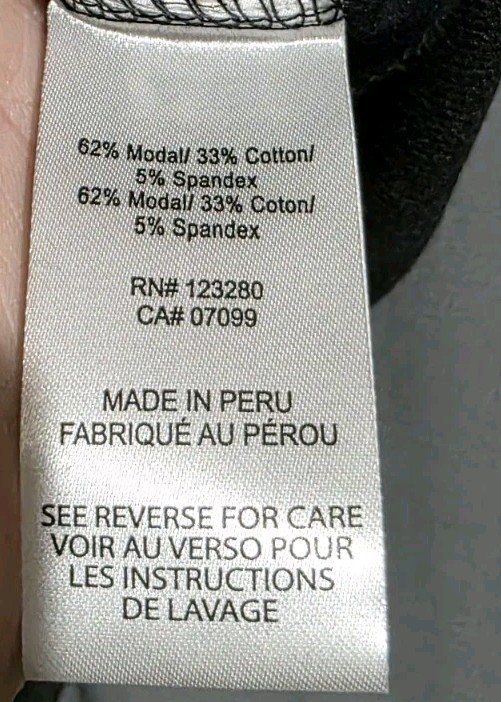 62% Modal/ 33% Cotton/
5% Spandex
62% Modal/ 33% Coton/
5% Spandex
RN# 123280
CA# 07099
MADE IN PERU
FABRIQUÉ AU PÉROU
SEE REVERSE FOR CARE
VOIR AU VERSO POUR
LES INSTRUCTIONS
DE LAVAGE